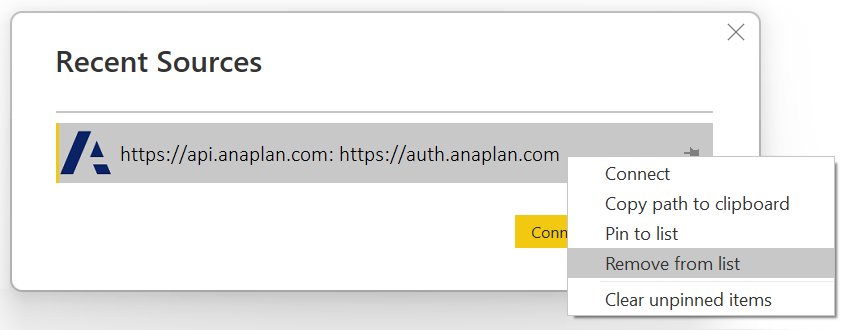 Recent Sources
https://api.anaplan.com: https://auth.anaplan.com
Connect
Copy path to clipboard
Pin to list
Conn
Remove from list
Clear unpinned items